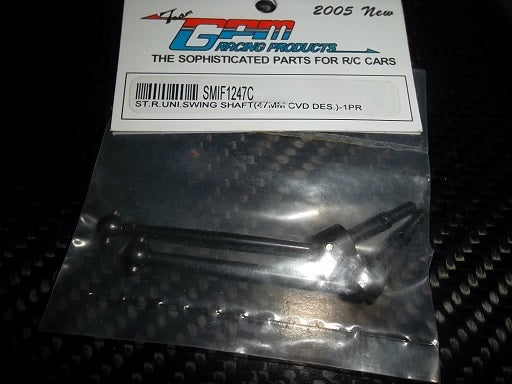 Team
GPM
RACING PRODUCTS
2005 New
THE SOPHISTICATED PARTS FOR R/C CARS
SMIF1247C
ST.R.UNI.SWING SHAFT(47MM CVD DES.)-1PR